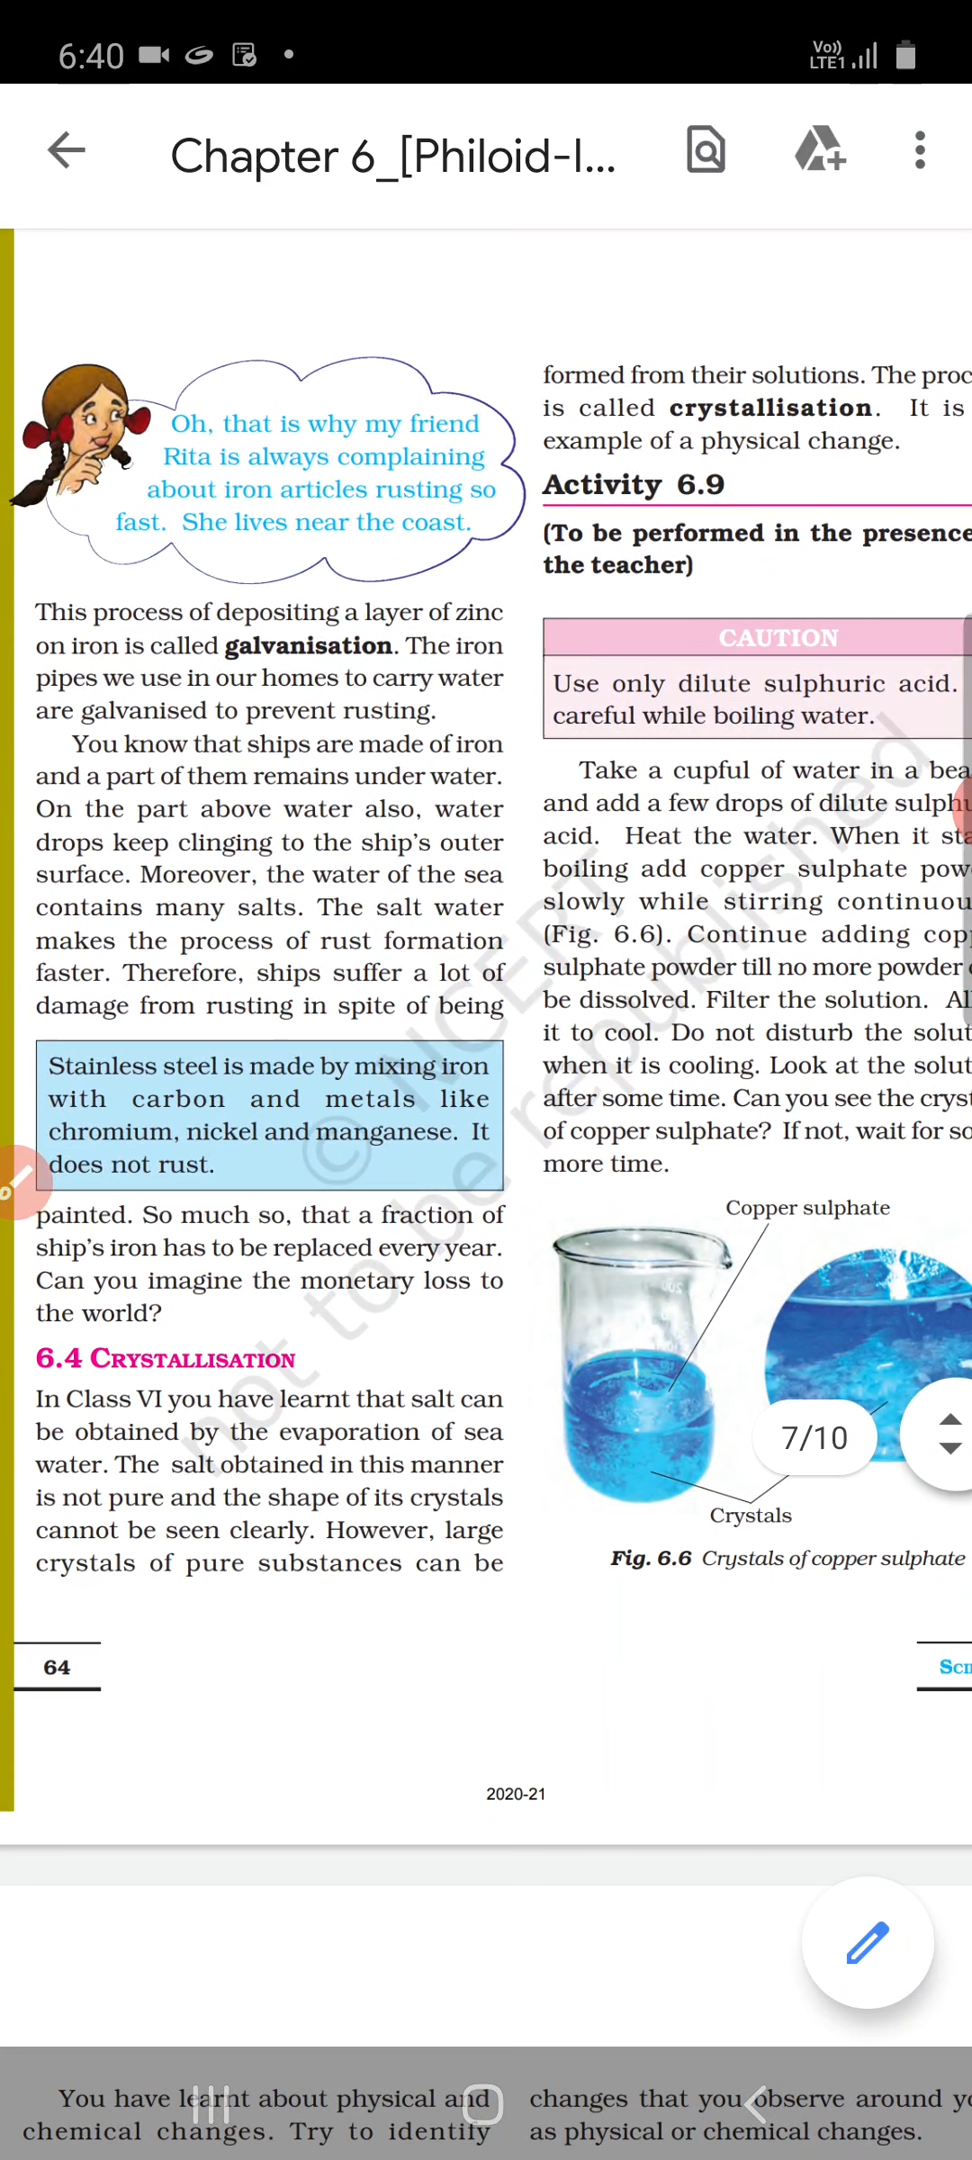 6:40
Vo))
LTE1
Chapter 6_[Philoid-I...
Oh, that is why my friend
Rita is always complaining
about iron articles rusting so
fast. She lives near the coast.
This process of depositing a layer of zinc
on iron is called galvanisation. The iron
pipes we use in our homes to carry water
are galvanised to prevent rusting.
You know that ships are made of iron
and a part of them remains under water.
On the part above water also, water
drops keep clinging to the ship's outer
surface. Moreover, the water of the sea
contains many salts. The salt water
makes the process of rust formation
faster. Therefore, ships suffer a lot of
damage from rusting in spite of being
Stainless steel is made by mixing iron
with carbon and metals like
chromium, nickel and manganese. It
does not rust.
painted. So much so, that a fraction of
ship's iron has to be replaced every year.
Can you imagine the monetary loss to
the world?
6.4 CRYSTALLISATION
In Class VI you have learnt that salt can
be obtained by the evaporation of sea
water. The salt obtained in this manner
is not pure and the shape of its crystals
cannot be seen clearly. However, large
crystals of pure substances can be
formed from their solutions. The proc
is called crystallisation. It is
example of a physical change.
Activity 6.9
(To be performed in the presence
the teacher)
CAUTION
Use only dilute sulphuric acid.
careful while boiling water.
Take a cupful of water in a bea
and add a few drops of dilute sulphu
acid. Heat the water. When it sta
boiling add copper sulphate pow
slowly while stirring continuou
(Fig. 6.6). Continue adding cop
sulphate powder till no more powder
be dissolved. Filter the solution. Al
it to cool. Do not disturb the solut
when it is cooling. Look at the solut
after some time. Can you see the cryst
of copper sulphate? If not, wait for so
more time.
Copper sulphate
7/10
Crystals
Fig. 6.6 Crystals of copper sulphate
© NCERT
not to be republished
64
SCI
2020-21
You have learnt about physical and
chemical changes. Try to identify
changes that you observe around yo
as physical or chemical changes.